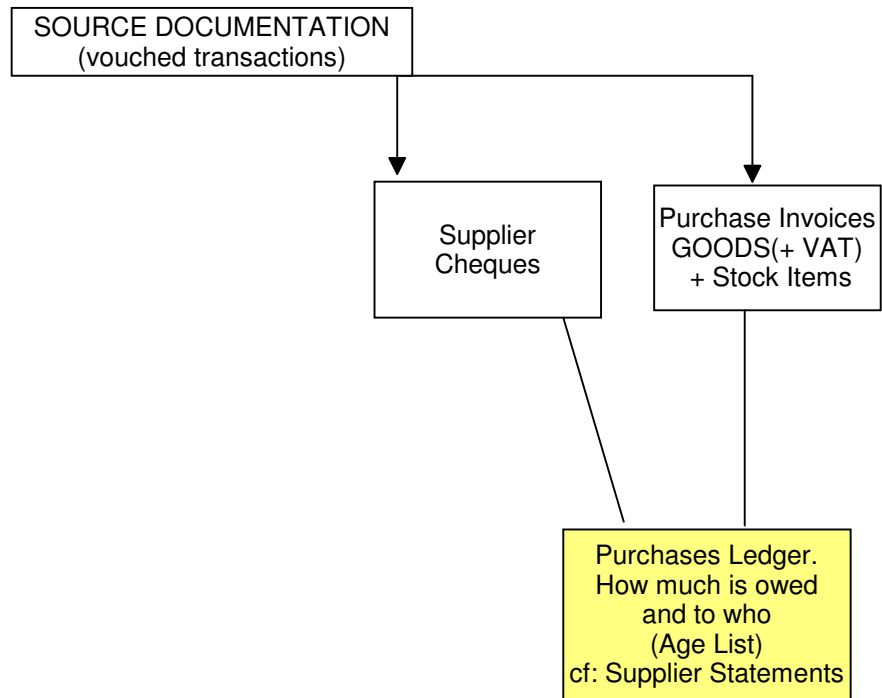 SOURCE DOCUMENTATION
(vouched transactions)
Supplier
Cheques
Purchase Invoices
GOODS(+ VAT)
+ Stock Items
Purchases Ledger.
How much is owed
and to who
(Age List)
cf: Supplier Statements